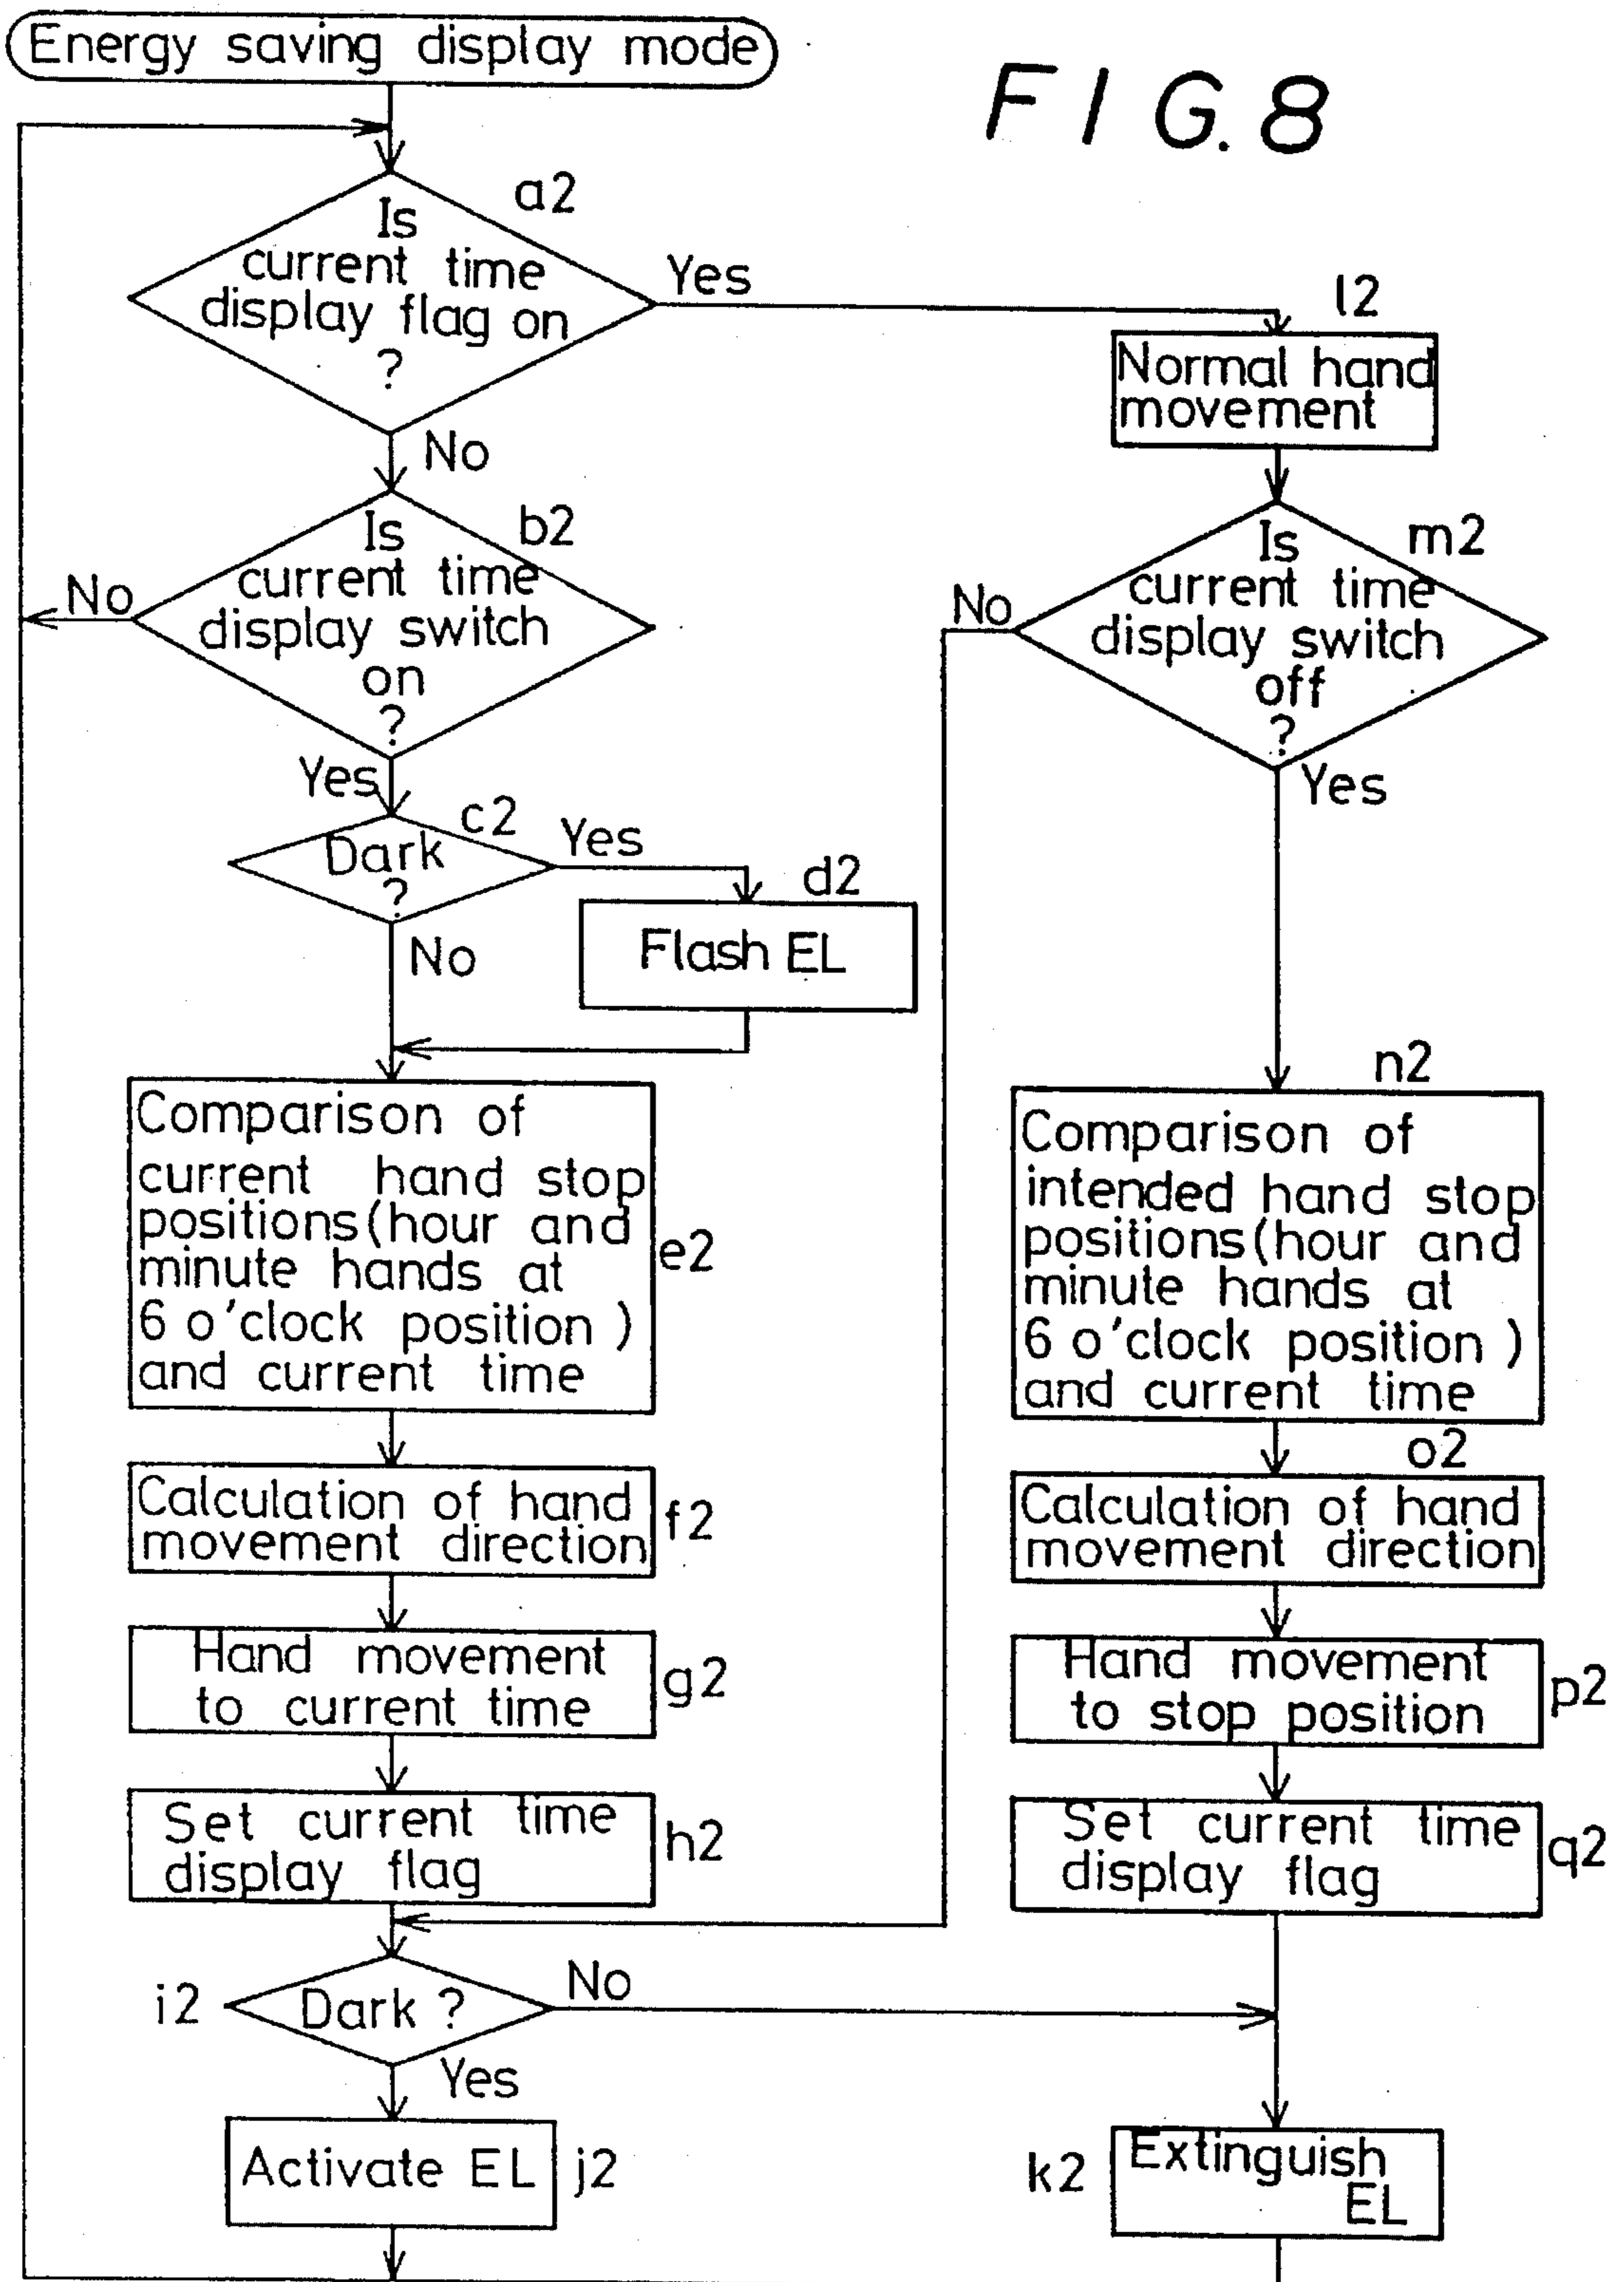 Energy saving display mode
FIG.8
a2
Is
current time
display flag on
?
Yes
No
l2
Normal hand
movement
b2
Is
current time
display switch
on
?
No
Yes
m2
Is
current time
display switch
off
?
No
Yes
c2
Dark
?
Yes
No
d2
Flash EL
Comparison of
current hand stop
positions(hour and
minute hands at
6 o'clock position)
and current time
e2
n2
Comparison of
intended hand stop
positions(hour and
minute hands at
6 o'clock position)
and current time
Calculation of hand
movement direction
f2
o2
Calculation of hand
movement direction
Hand movement
to current time
g2
Hand movement
to stop position
p2
Set current time
display flag
h2
Set current time
display flag
q2
i2
Dark ?
No
Yes
Activate EL
j2
k2
Extinguish
EL